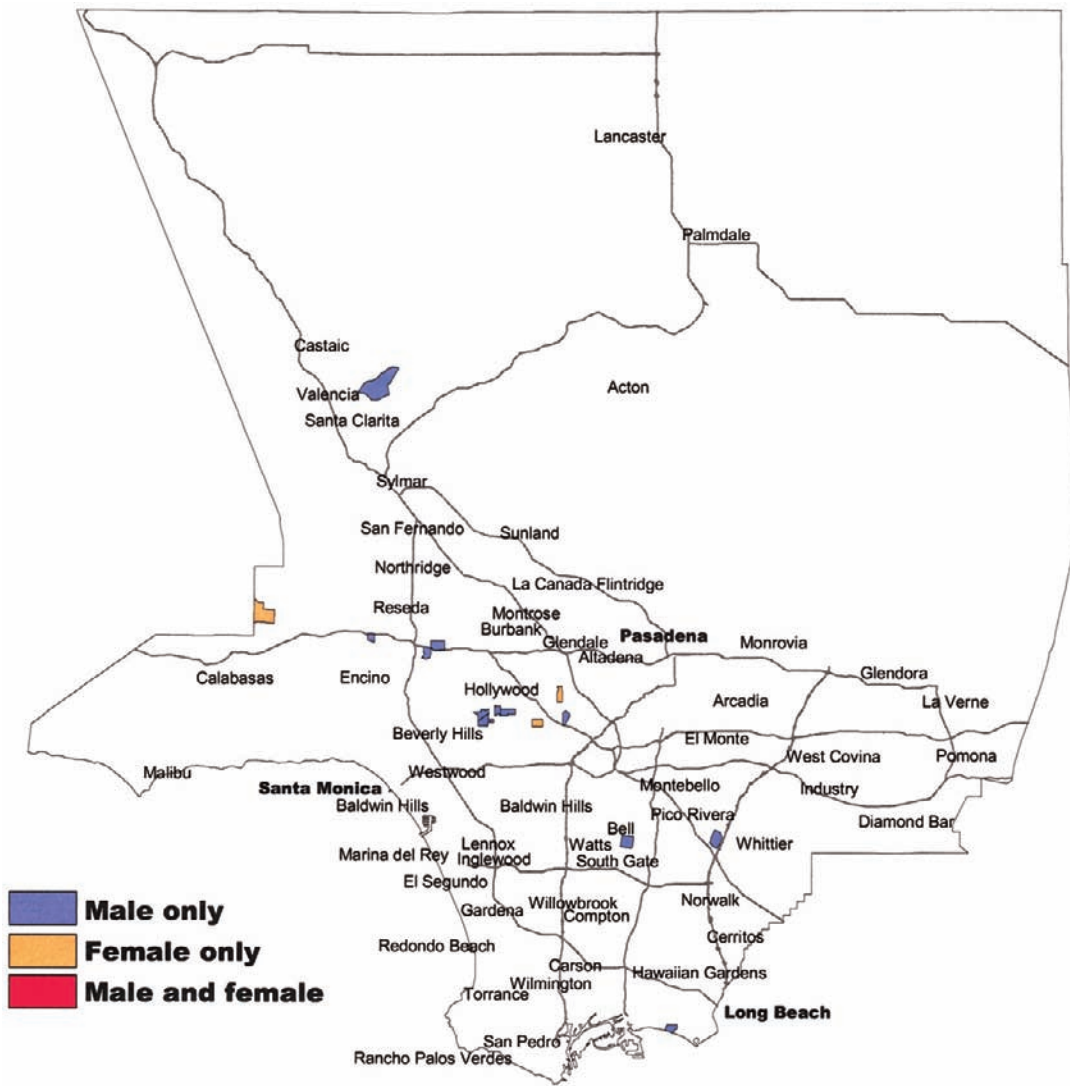 Lancaster
Palmdale
Castaic
Valencia
Acton
Santa Clarita
Sylmar
San Fernando
Sunland
Northridge
La Canada Flintridge
Reseda
Montrose
Burbank
Glendale
Pasadena
Monrovia
Altadena
Glendora
Calabasas
Encino
Hollywood
Arcadia
La Verne
Beverly Hills
El Monte
West Covina
Pomona
Malibu
Westwood
Santa Monica
Montebello
Industry
Baldwin Hills
Baldwin Hills
Pico Rivera
Diamond Bar
Bell
Watts
Whittier
Marina del Rey
Lennox
Inglewood
South Gate
El Segundo
Gardena
Willowbrook
Compton
Norwalk
Redondo Beach
Cerritos
Carson
Hawaiian Gardens
Wilmington
Torrance
Long Beach
San Pedro
Rancho Palos Verdes
Male only
Female only
Male and female